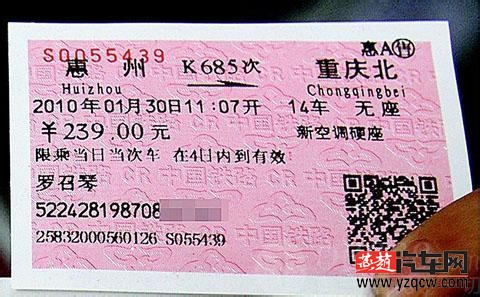 S0055439
惠A售
惠 州 K685次 重庆北
Huizhou Chongqingbei
2010年01月30日11:07开 14车 无座
￥239.00元 新空调硬座
限乘当日当次车 在4日内到有效
罗召琴
522428198708
25832000560126 S055439
燕赵汽车网
www.yzqcw.com